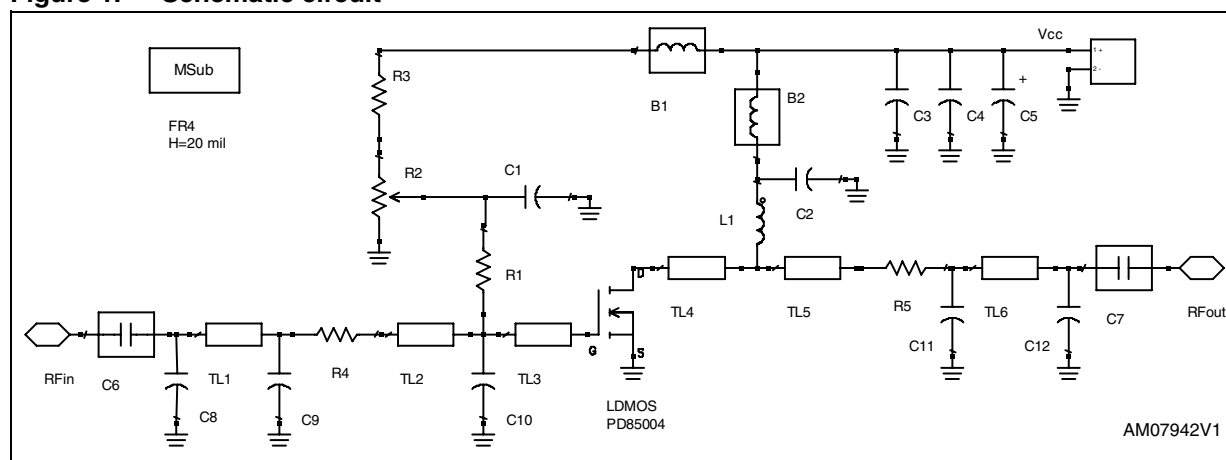 Figure 1. Schematic circuit
MSub
FR4
H=20 mil
R3
B1
Vcc
1 +
2 -
B2
C3
C4
+
C5
R2
C1
C2
L1
R1
D
G
S
TL4
TL5
R5
TL6
C7
RFout
C11
C12
RFin
C6
TL1
R4
TL2
TL3
C8
C9
C10
LDMOS
PD85004
AM07942V1